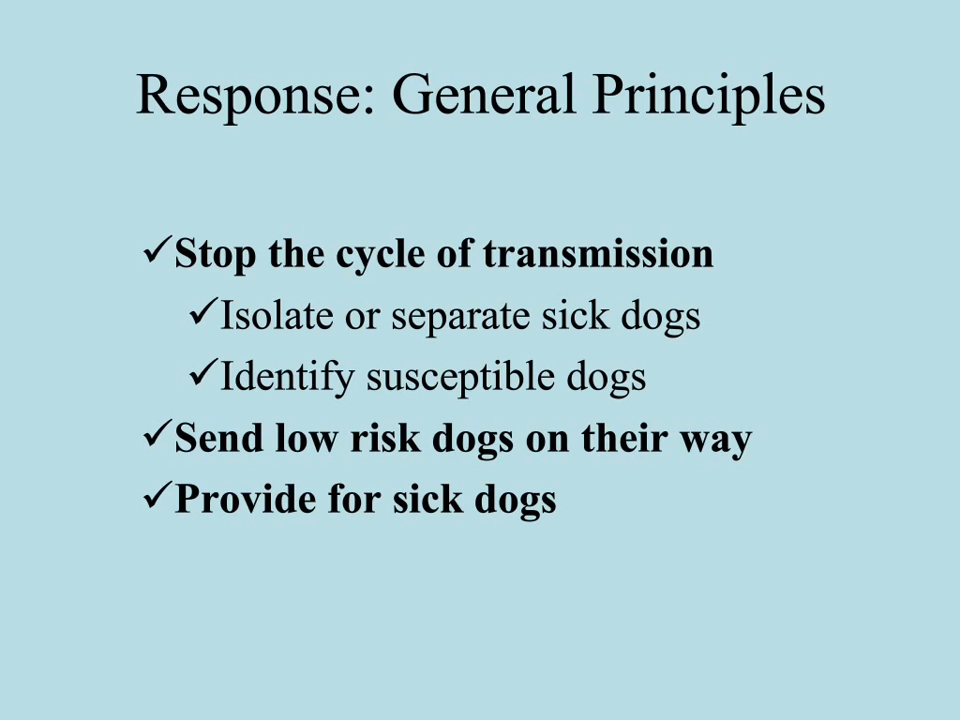 Response: General Principles
✓Stop the cycle of transmission
✓Isolate or separate sick dogs
✓Identify susceptible dogs
✓Send low risk dogs on their way
✓Provide for sick dogs